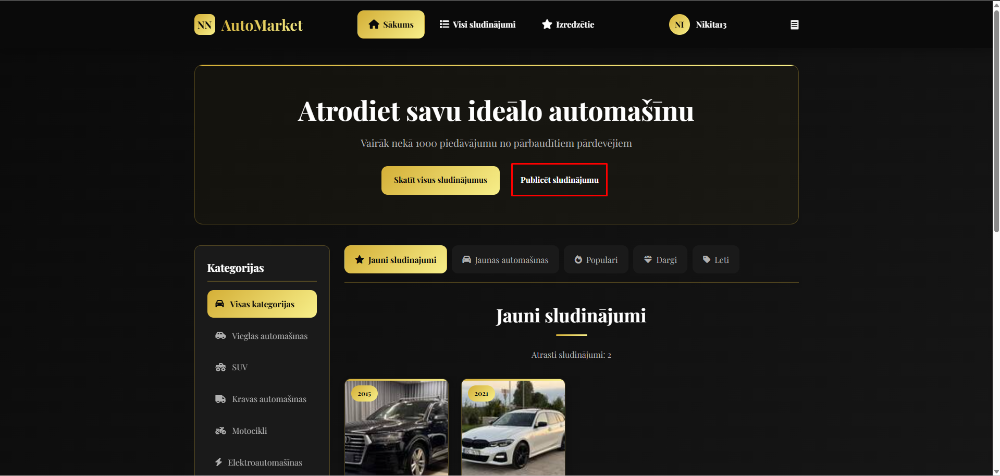 NN AutoMarket Sākums Visi sludinājumi Izredzētie NI Nikita13
Atrodiet savu ideālo automašīnu
Vairāk nekā 1000 piedāvājumu no pārbaudītiem pārdevējiem
Skatīt visus sludinājumus Publicēt sludinājumu
Kategorijas
Visas kategorijas
Vieglās automašīnas
SUV
Kravas automašīnas
Motocikli
Elektroautomašīnas
Jauni sludinājumi Jaunas automašīnas Populāri Dārgi Lēti
Jauni sludinājumi
Atrasti sludinājumi: 2
2015
2021